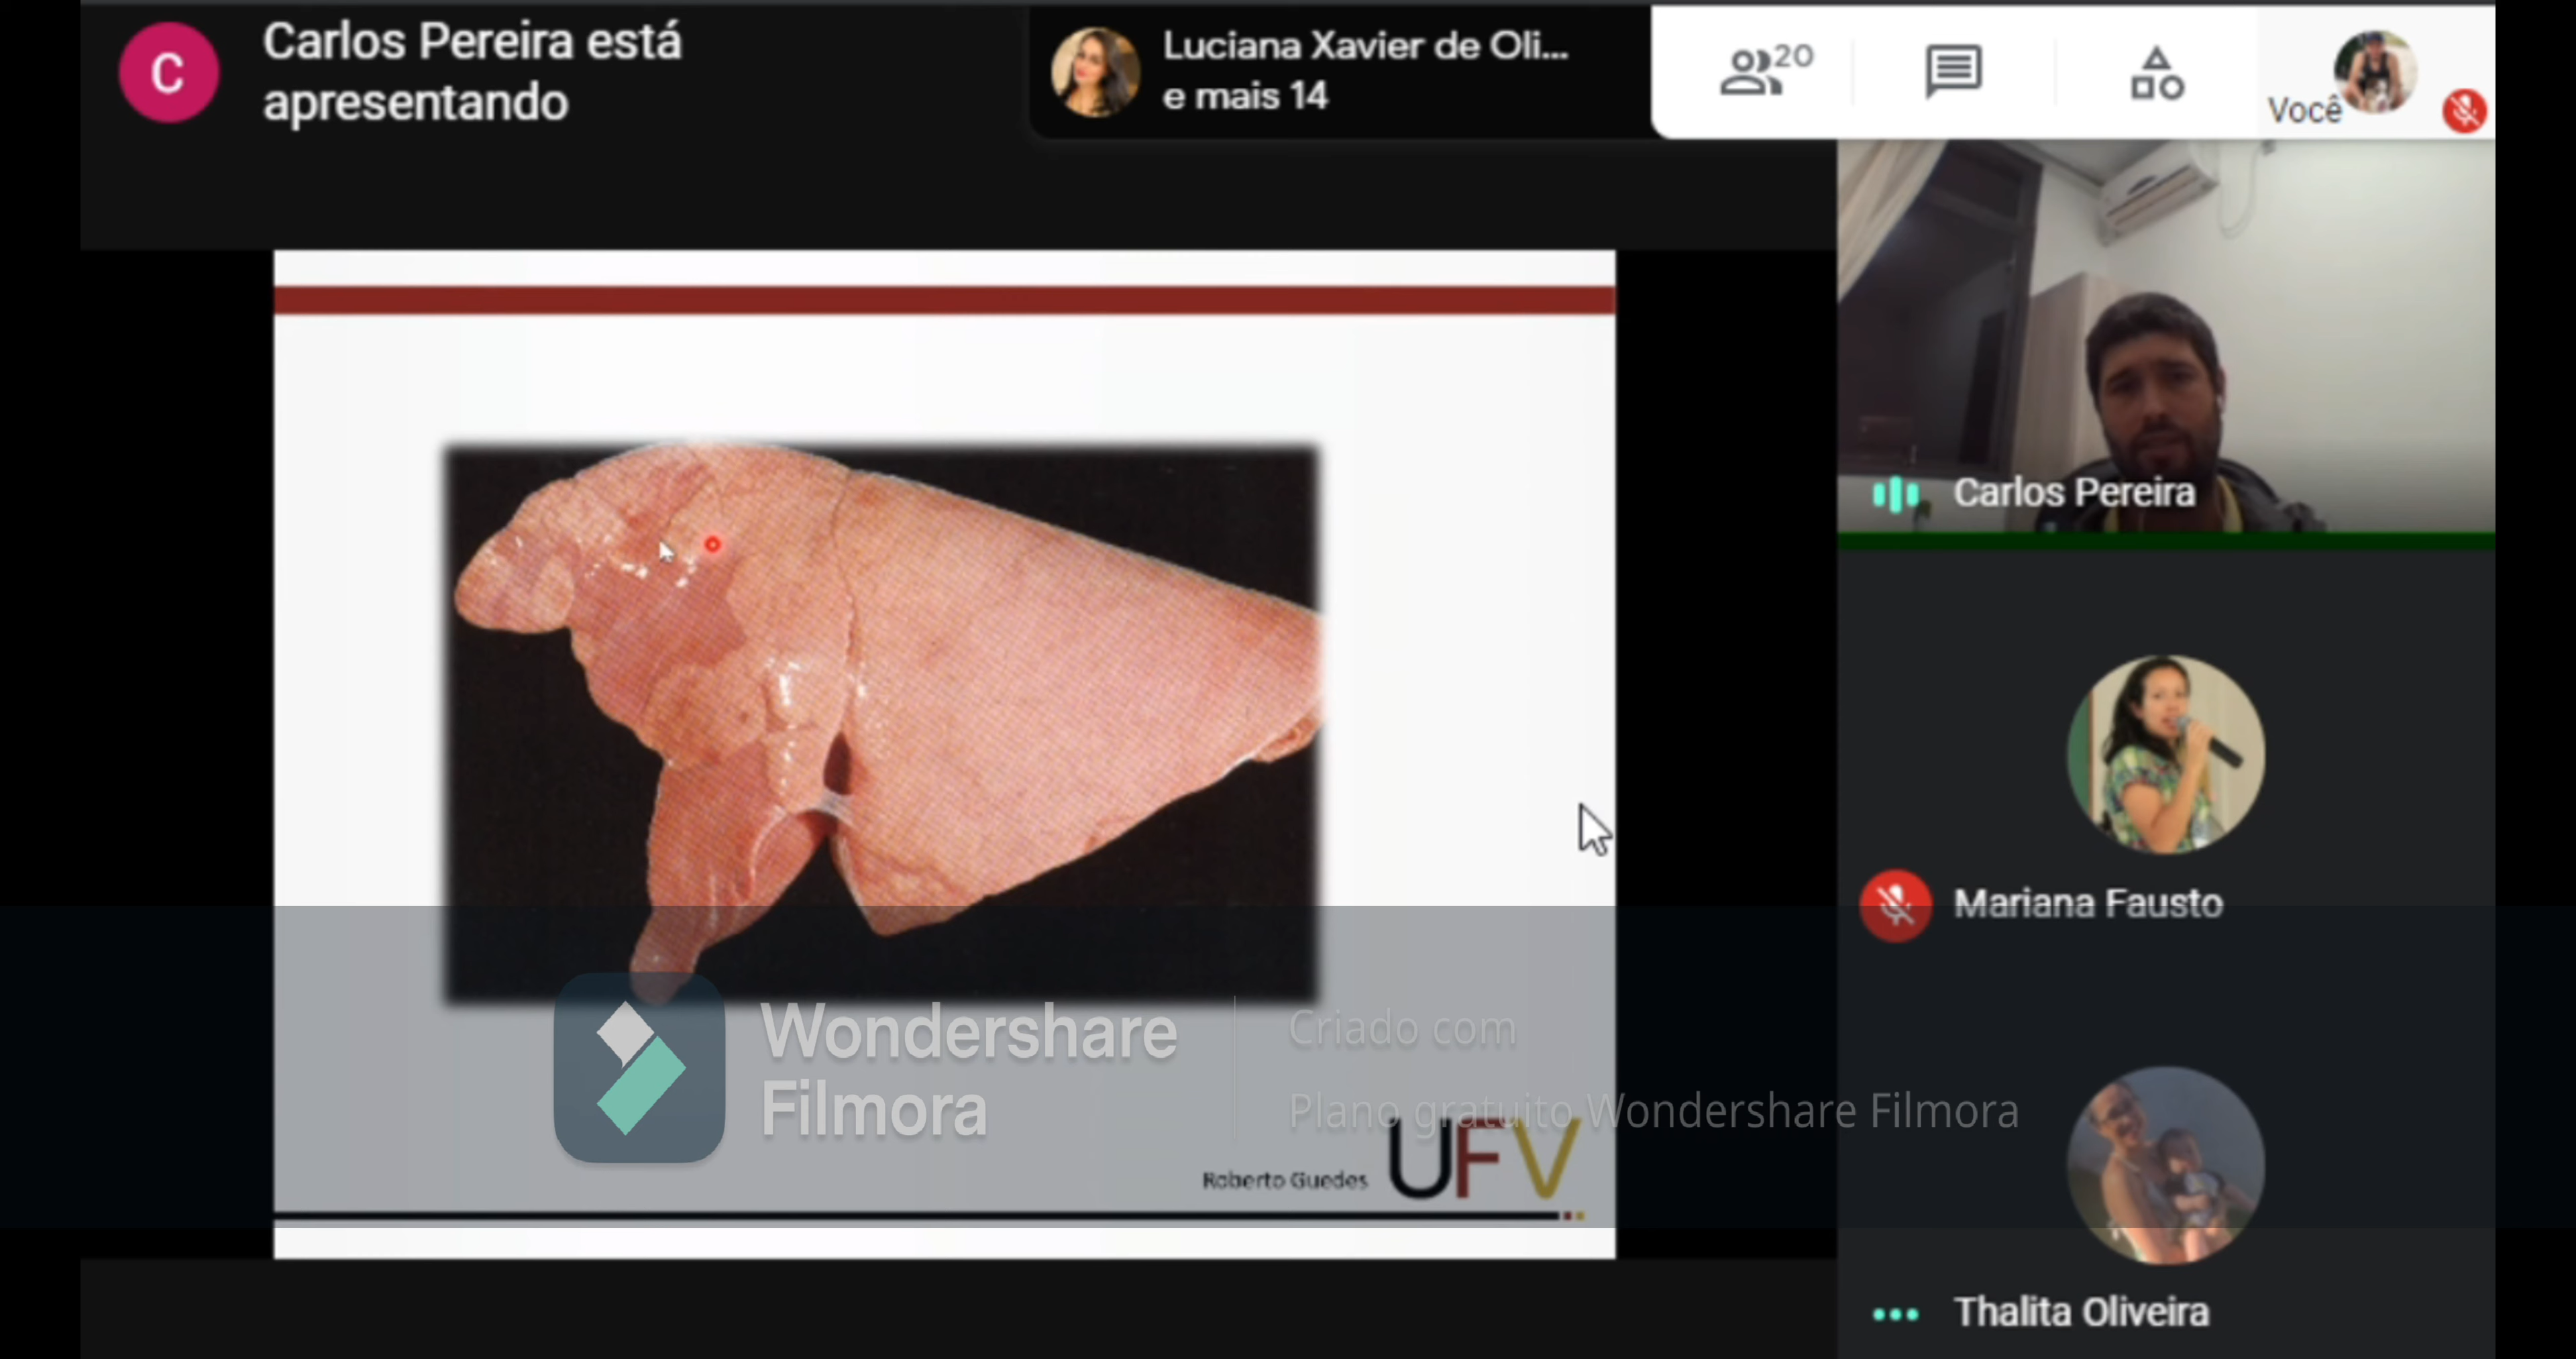 C
Carlos Pereira está
apresentando
Luciana Xavier de Oli...
e mais 14
20
Você
Carlos Pereira
Mariana Fausto
Wondershare
Filmora
Criado com
Plano gratuito Wondershare Filmora
Roberto Guedes
UFV
Thalita Oliveira